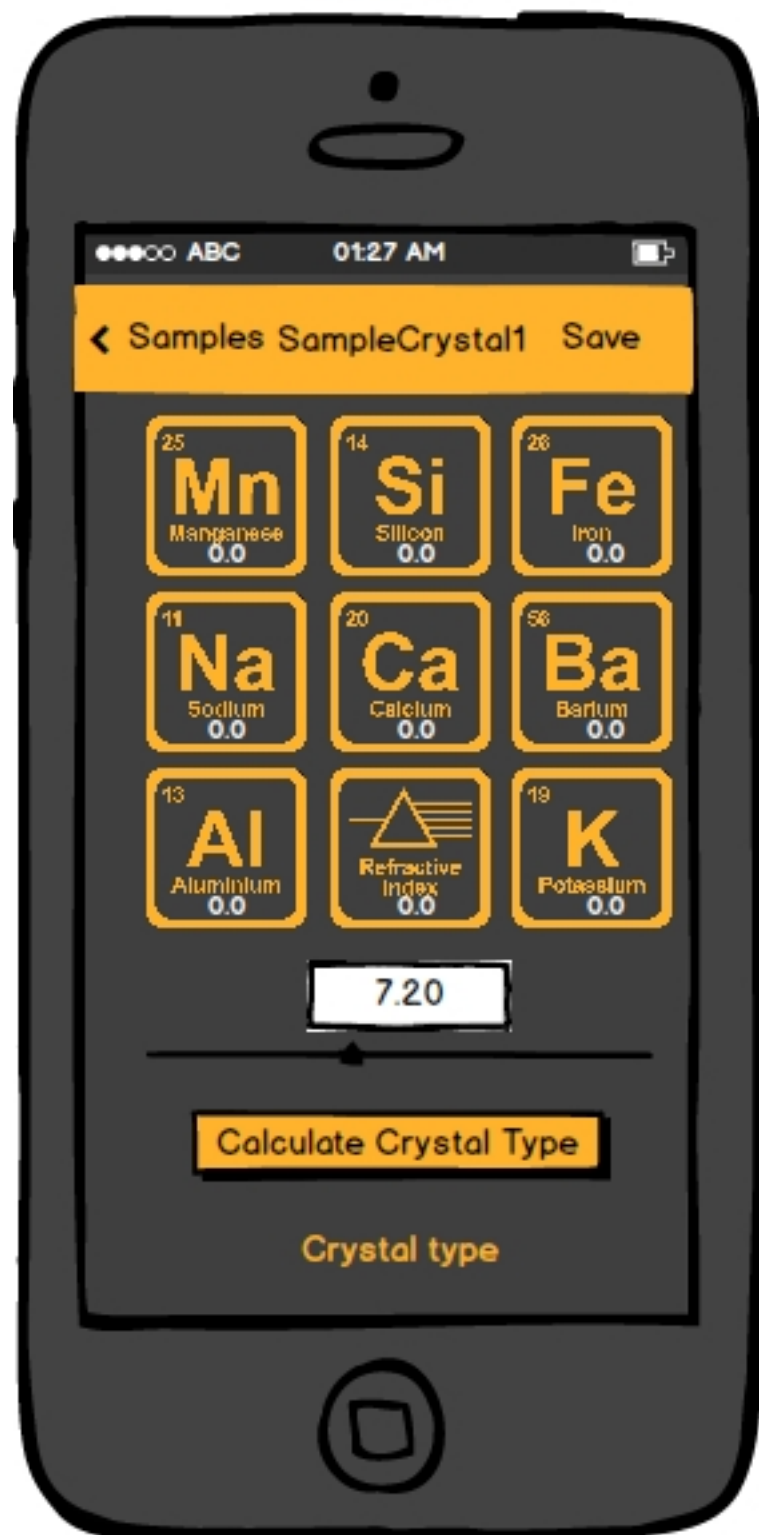 ABC 01:27 AM
Samples SampleCrystal1 Save
25 14 26
Mn Si Fe
Manganese Silicon Iron
0.0 0.0 0.0
11 20 56
Na Ca Ba
Sodium Calcium Barium
0.0 0.0 0.0
13 19
Al K
Aluminium Refractive Index Potassium
0.0 0.0 0.0
7.20
Calculate Crystal Type
Crystal type